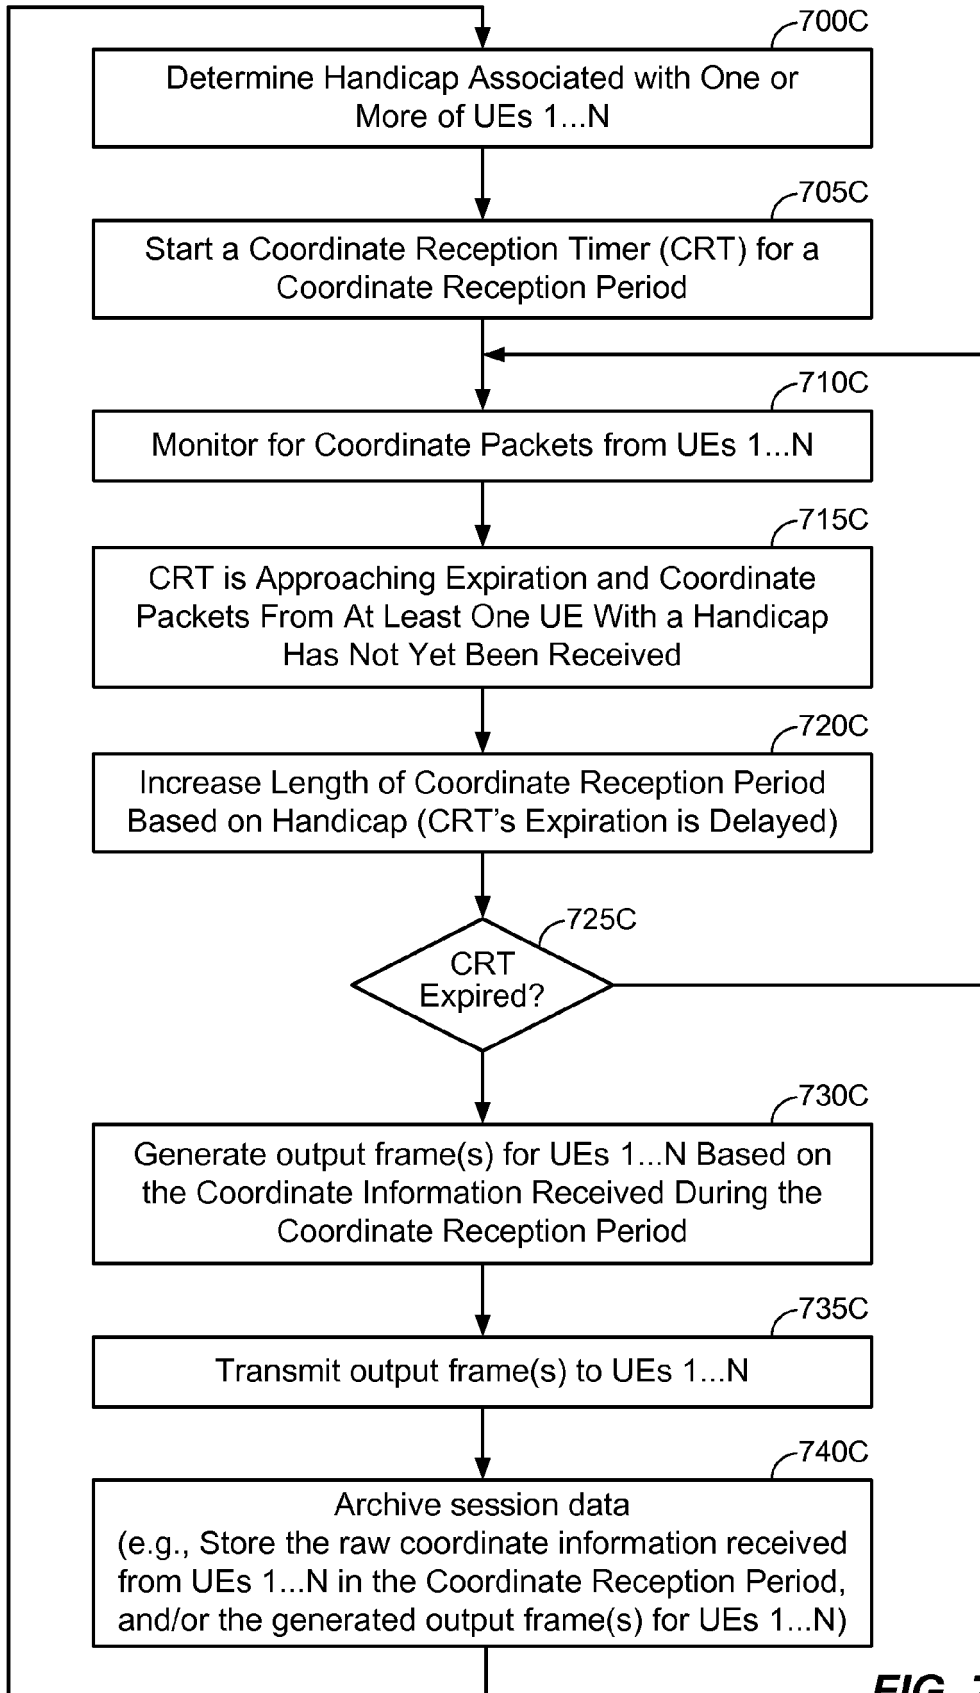 700C
Determine Handicap Associated with One or
More of UEs 1...N
705C
Start a Coordinate Reception Timer (CRT) for a
Coordinate Reception Period
710C
Monitor for Coordinate Packets from UEs 1...N
715C
CRT is Approaching Expiration and Coordinate
Packets From At Least One UE With a Handicap
Has Not Yet Been Received
720C
Increase Length of Coordinate Reception Period
Based on Handicap (CRT's Expiration is Delayed)
725C
CRT
Expired?
730C
Generate output frame(s) for UEs 1...N Based on
the Coordinate Information Received During the
Coordinate Reception Period
735C
Transmit output frame(s) to UEs 1...N
740C
Archive session data
(e.g., Store the raw coordinate information received
from UEs 1...N in the Coordinate Reception Period,
and/or the generated output frame(s) for UEs 1...N)
FIG.